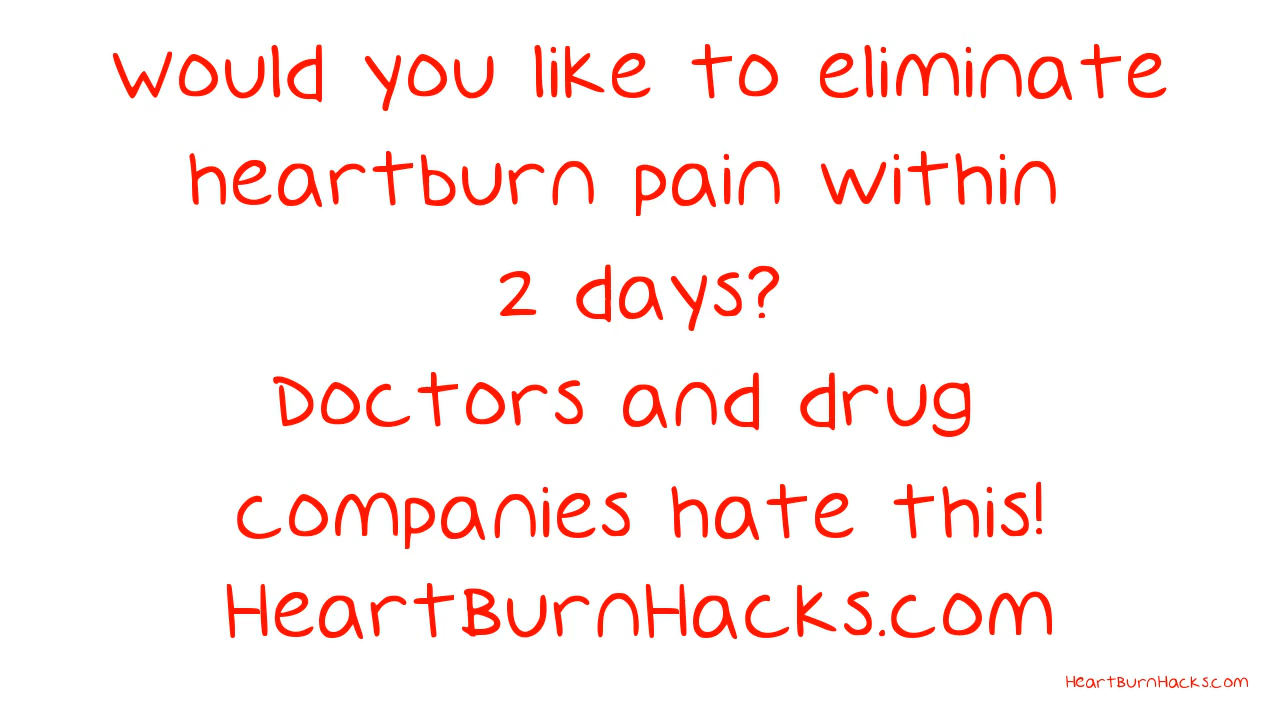 Would you like to eliminate
heartburn pain within
2 days?
Doctors and drug
companies hate this!
HeartBurnHacks.com
HeartBurnHacks.com